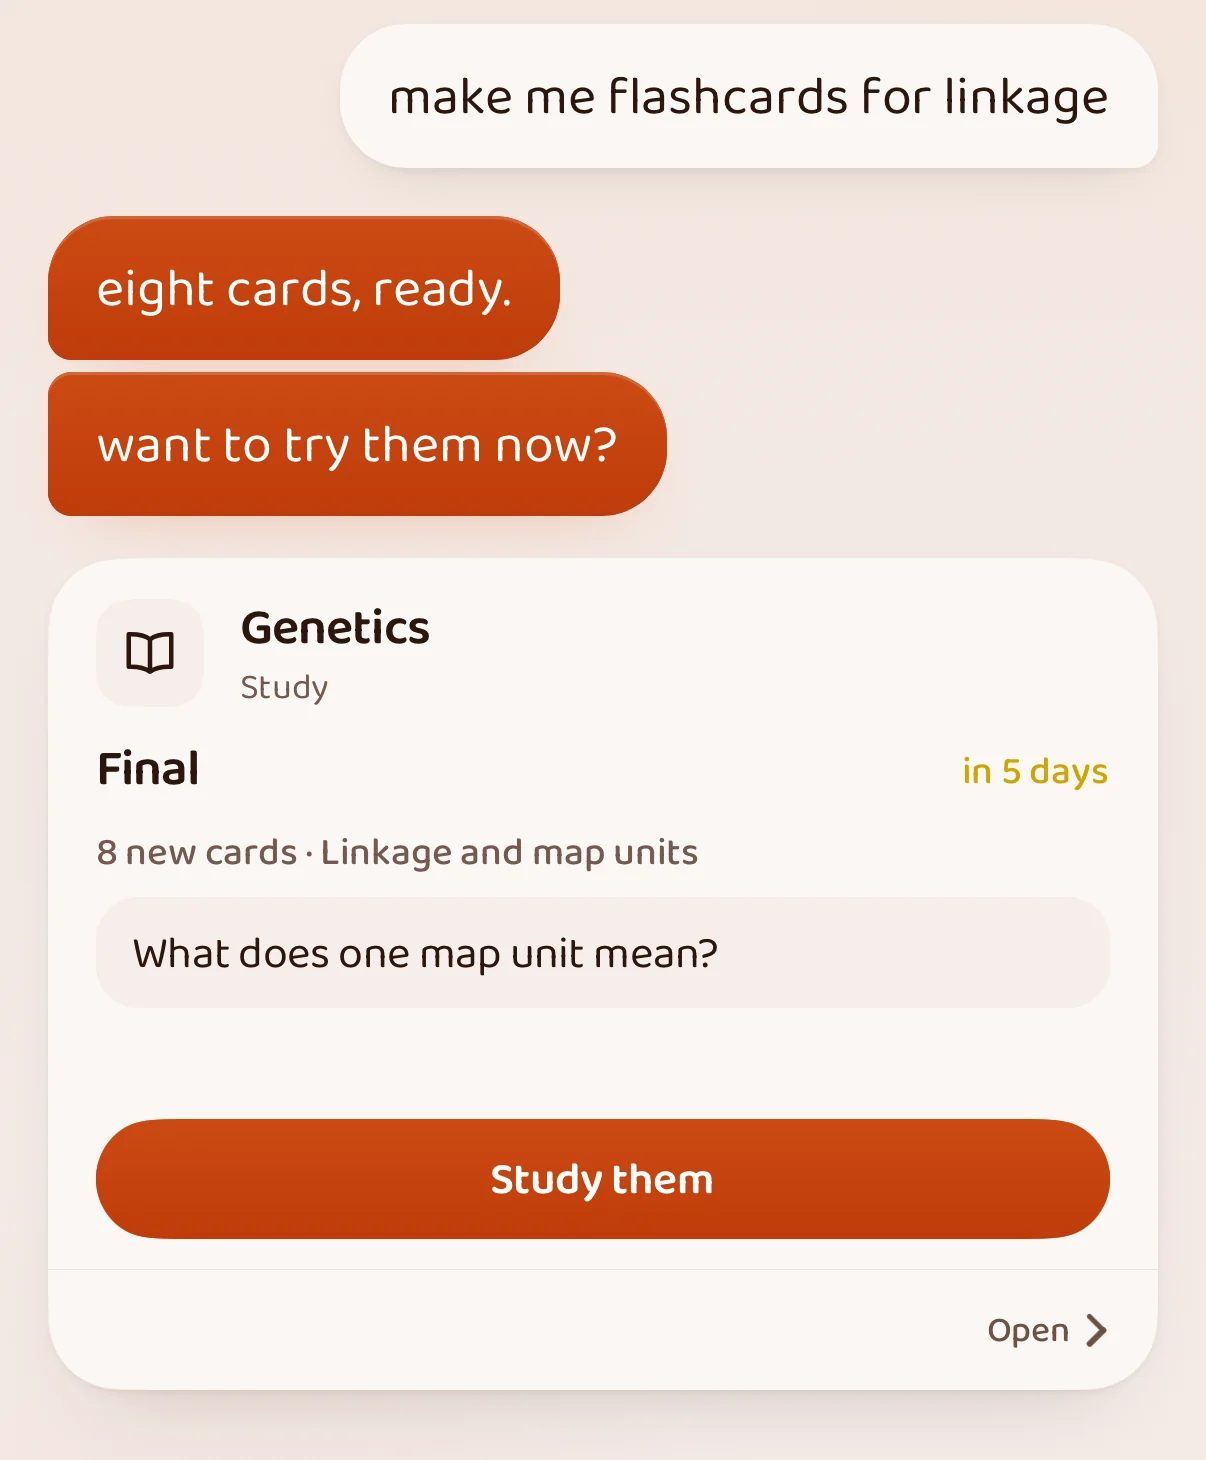 make me flashcards for linkage
eight cards, ready.
want to try them now?
Genetics
Study
Final
in 5 days
8 new cards · Linkage and map units
What does one map unit mean?
Study them
Open